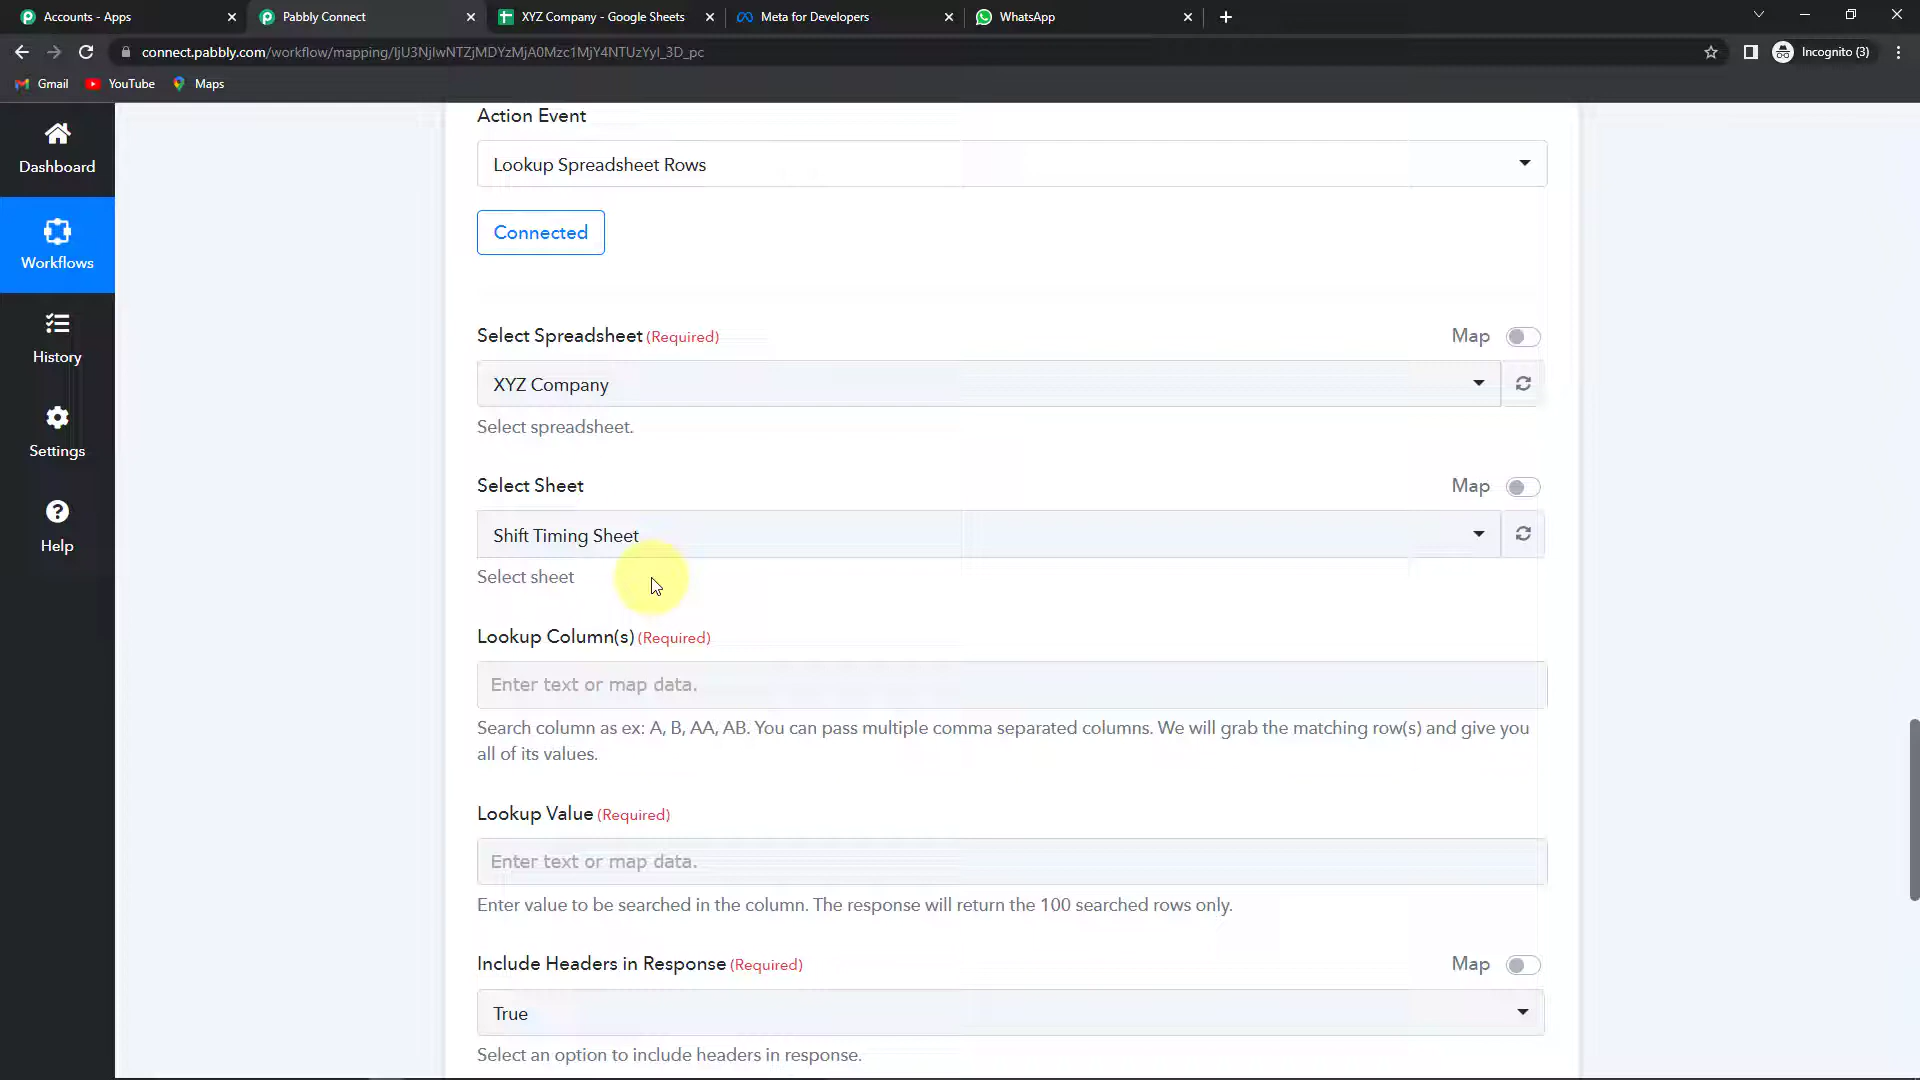 Accounts - Apps
Pabbly Connect
XYZ Company - Google Sheets
Meta for Developers
WhatsApp
Incognito (3)
Gmail
YouTube
Maps
Dashboard
Workflows
History
Settings
Help
Action Event
Lookup Spreadsheet Rows
Connected
Select Spreadsheet (Required)
Map
XYZ Company
Select spreadsheet.
Select Sheet
Map
Shift Timing Sheet
Select sheet
Lookup Column(s) (Required)
Enter text or map data.
Search column as ex: A, B, AA, AB. You can pass multiple comma separated columns. We will grab the matching row(s) and give you
all of its values.
Lookup Value (Required)
Enter text or map data.
Enter value to be searched in the column. The response will return the 100 searched rows only.
Include Headers in Response (Required)
Map
True
Select an option to include headers in response.